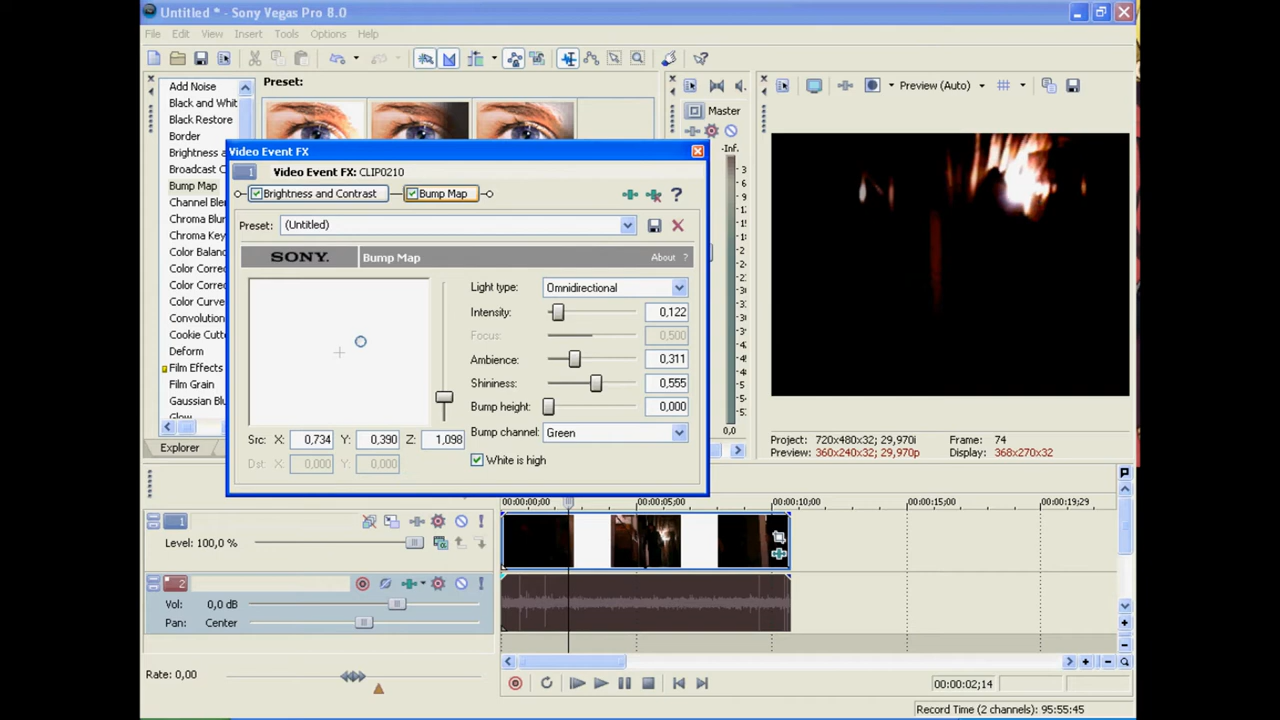 Untitled * - Sony Vegas Pro 8.0
File Edit View Insert Tools Options Help
Add Noise
Black and Whit
Black Restore
Border
Brightness a
Broadcast C
Bump Map
Channel Blen
Chroma Blur
Chroma Key
Color Balanc
Color Correc
Color Correc
Color Curve
Convolution
Cookie Cutte
Deform
Film Effects
Film Grain
Gaussian Blu
Glow
Explorer
Preset:
Master
-Inf.
0,0
Preview (Auto)
Video Event FX
Video Event FX: CLIP0210
1
Brightness and Contrast
Bump Map
Preset: (Untitled)
SONY. Bump Map About ?
Light type: Omnidirectional
Intensity: 0,122
Focus: 0,500
Ambience: 0,311
Shininess: 0,555
Bump height: 0,000
Bump channel: Green
White is high
Src: X: 0,734 Y: 0,390 Z: 1,098
Dst: X: 0,000 Y: 0,000
Project: 720x480x32; 29,970i Frame: 74
Preview: 360x240x32; 29,970p Display: 368x270x32
00:00:00;00 00:00:05;00 00:00:10;00 00:00:15;00 00:00:19;29
1
Level: 100,0 %
2
Vol: 0,0 dB
Pan: Center
Rate: 0,00
00:00:02;14
Record Time (2 channels): 95:55:45